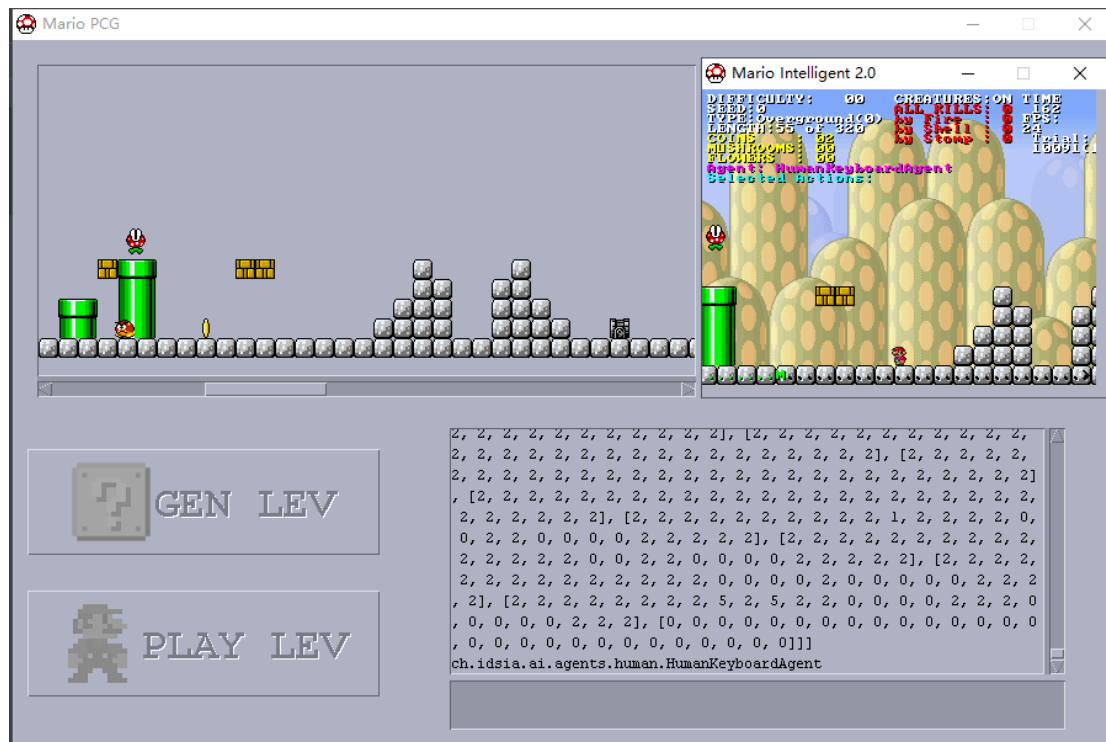 Mario PCG
Mario Intelligent 2.0
DIFFICULTY: 00 CREATURES:ON TIME
SEED:0 ALL KILLS: 0 162
TYPE:Overground(0) by Fire : 0 FPS:
LENGTH:55 of 320 by Shell : 0 24
COINS : 02 by Stomp : 0 Trial:
MUSHROOMS: 00
FLOWERS : 00
Agent: HumanKeyboardAgent
Selected Actions:
GEN LEV
PLAY LEV
2, 2, 2, 2, 2, 2, 2, 2, 2, 2, 2], [2, 2, 2, 2, 2, 2, 2, 2, 2, 2, 2,
2, 2, 2, 2, 2, 2, 2, 2, 2, 2, 2, 2, 2, 2, 2, 2, 2], [2, 2, 2, 2, 2,
2, 2, 2, 2, 2, 2, 2, 2, 2, 2, 2, 2, 2, 2, 2, 2, 2, 2, 2, 2, 2, 2, 2]
, [2, 2, 2, 2, 2, 2, 2, 2, 2, 2, 2, 2, 2, 2, 2, 2, 2, 2, 2, 2, 2, 2,
2, 2, 2, 2, 2, 2], [2, 2, 2, 2, 2, 2, 2, 2, 2, 2, 1, 2, 2, 2, 2, 0,
0, 2, 2, 0, 0, 0, 0, 2, 2, 2, 2, 2], [2, 2, 2, 2, 2, 2, 2, 2, 2, 2,
2, 2, 2, 2, 2, 0, 0, 2, 2, 0, 0, 0, 0, 2, 2, 2, 2, 2], [2, 2, 2, 2,
2, 2, 2, 2, 2, 2, 2, 2, 2, 2, 0, 0, 0, 0, 2, 0, 0, 0, 0, 0, 2, 2, 2
, 2], [2, 2, 2, 2, 2, 2, 2, 2, 5, 2, 5, 2, 2, 0, 0, 0, 0, 2, 2, 2, 0
, 0, 0, 0, 0, 2, 2, 2], [0, 0, 0, 0, 0, 0, 0, 0, 0, 0, 0, 0, 0, 0, 0
, 0, 0, 0, 0, 0, 0, 0, 0, 0, 0, 0, 0, 0]]]
ch.idsia.ai.agents.human.HumanKeyboardAgent